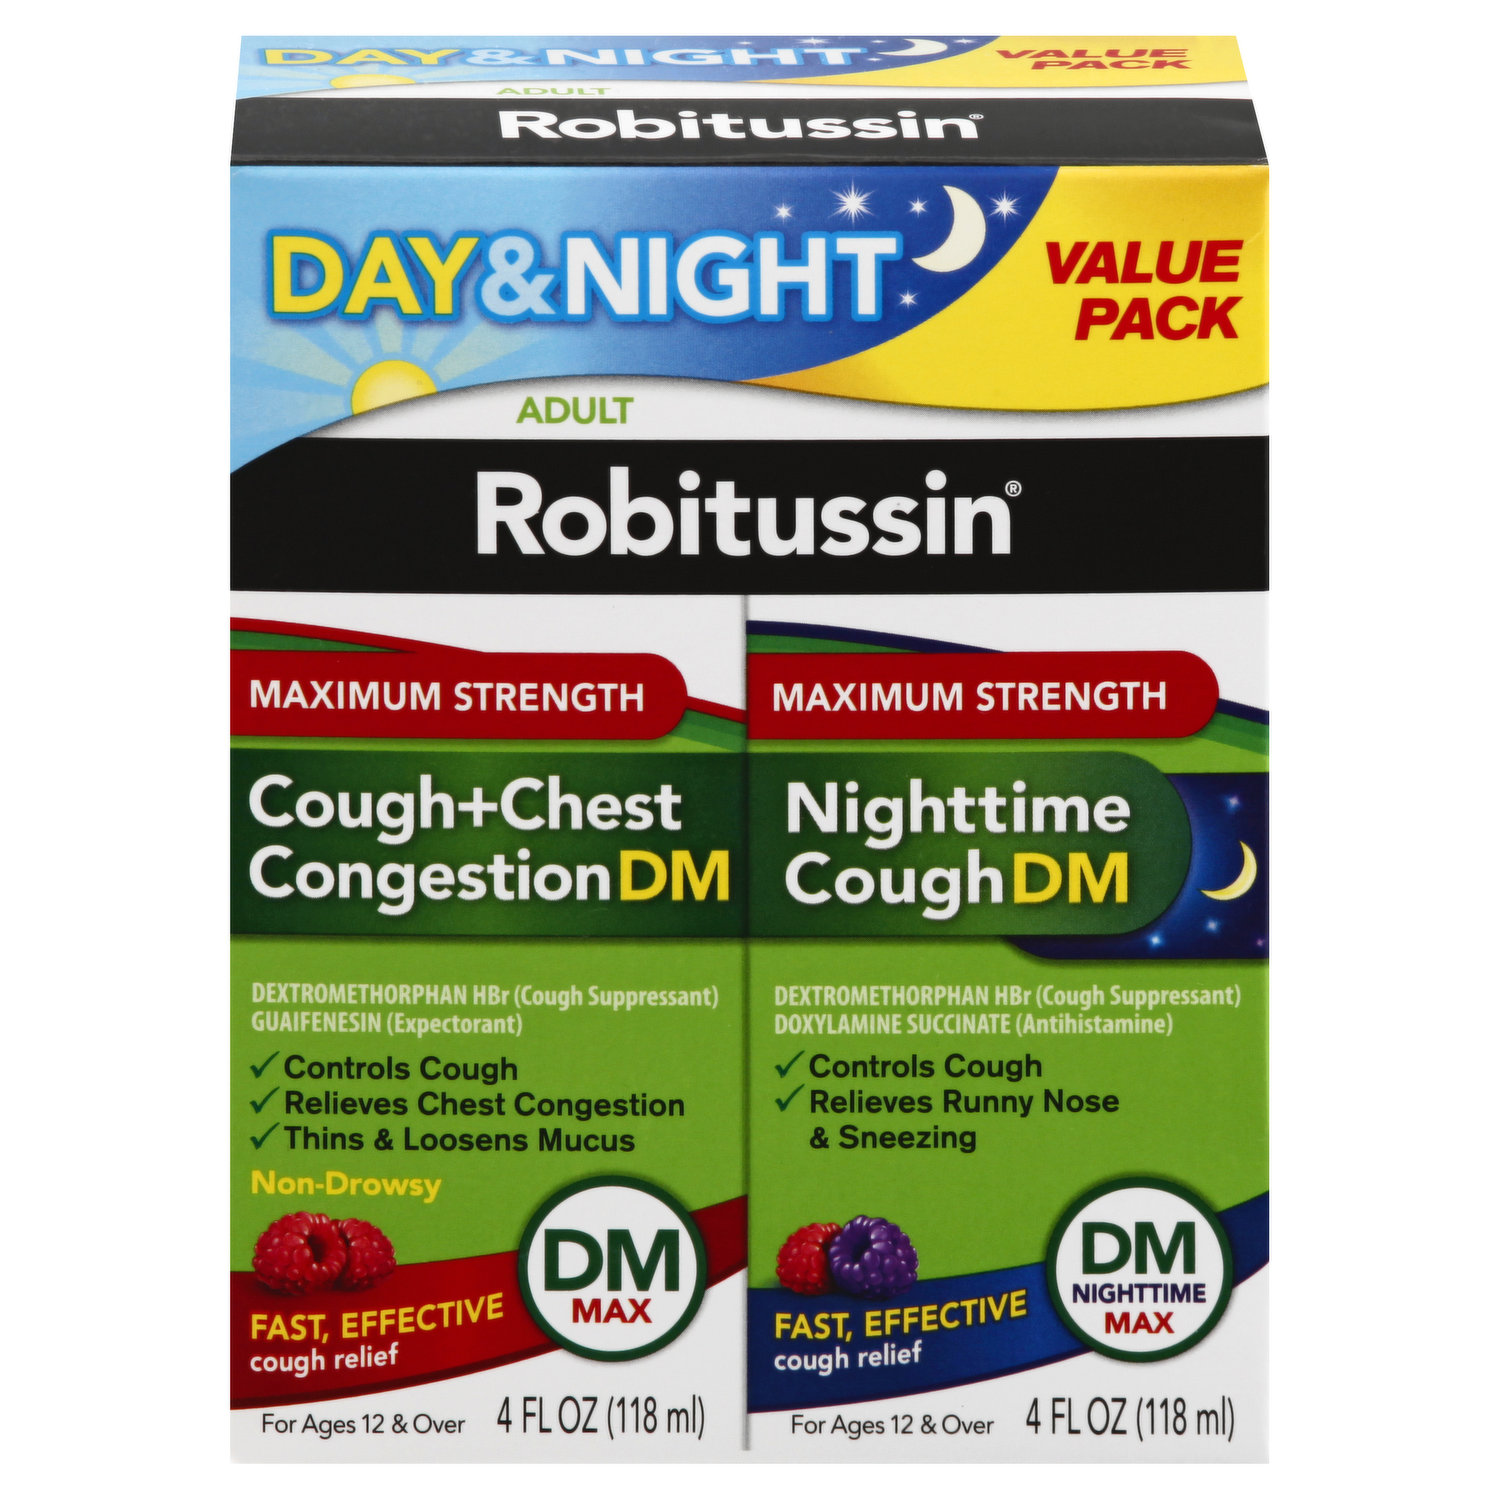 DAY&NIGHT
VALUE
PACK
ADULT
Robitussin®
DAY&NIGHT
VALUE
PACK
ADULT
Robitussin®
MAXIMUM STRENGTH
Cough+Chest
Congestion DM
DEXTROMETHORPHAN HBr (Cough Suppressant)
GUAIFENESIN (Expectorant)
✓ Controls Cough
✓ Relieves Chest Congestion
✓ Thins & Loosens Mucus
Non-Drowsy
DM
MAX
FAST, EFFECTIVE
cough relief
For Ages 12 & Over
4 FL OZ (118 ml)
MAXIMUM STRENGTH
Nighttime
Cough DM
DEXTROMETHORPHAN HBr (Cough Suppressant)
DOXYLAMINE SUCCINATE (Antihistamine)
✓ Controls Cough
✓ Relieves Runny Nose
& Sneezing
DM
NIGHTTIME
MAX
FAST, EFFECTIVE
cough relief
For Ages 12 & Over
4 FL OZ (118 ml)